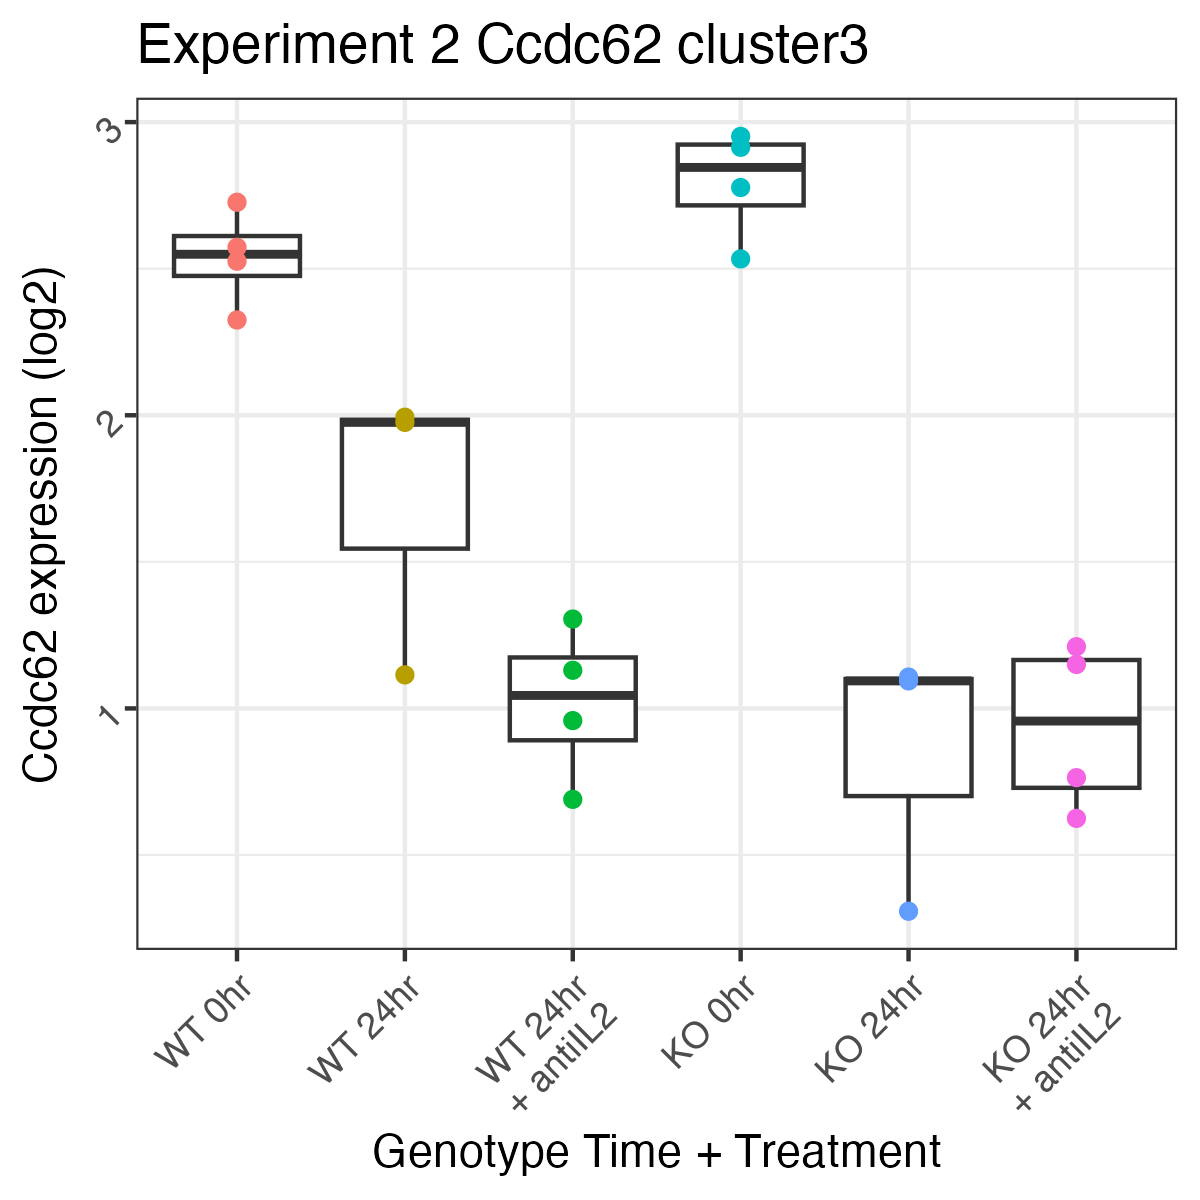 Experiment 2 Ccdc62 cluster3
Ccdc62 expression (log2)
3
2
1
WT 0hr
WT 24hr
WT 24hr
+ antiIL2
KO 0hr
KO 24hr
KO 24hr
+ antiIL2
Genotype Time + Treatment